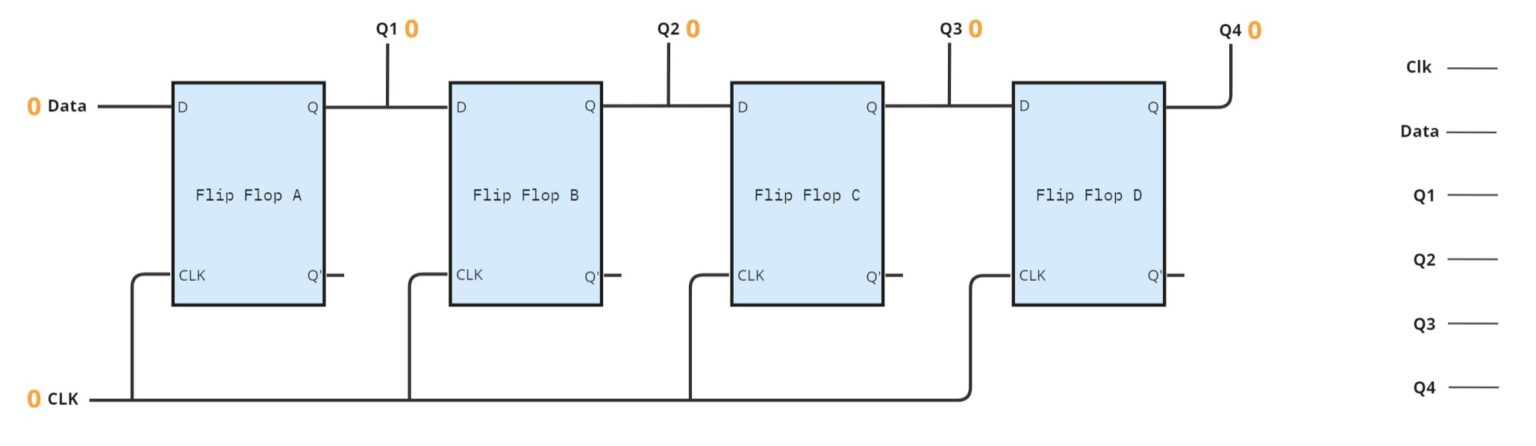 Q1 0
Q2 0
Q3 0
Q4 0
0 Data
D Q
Flip Flop A
CLK Q'
D Q
Flip Flop B
CLK Q'
D Q
Flip Flop C
CLK Q'
D Q
Flip Flop D
CLK Q'
0 CLK
Clk
Data
Q1
Q2
Q3
Q4